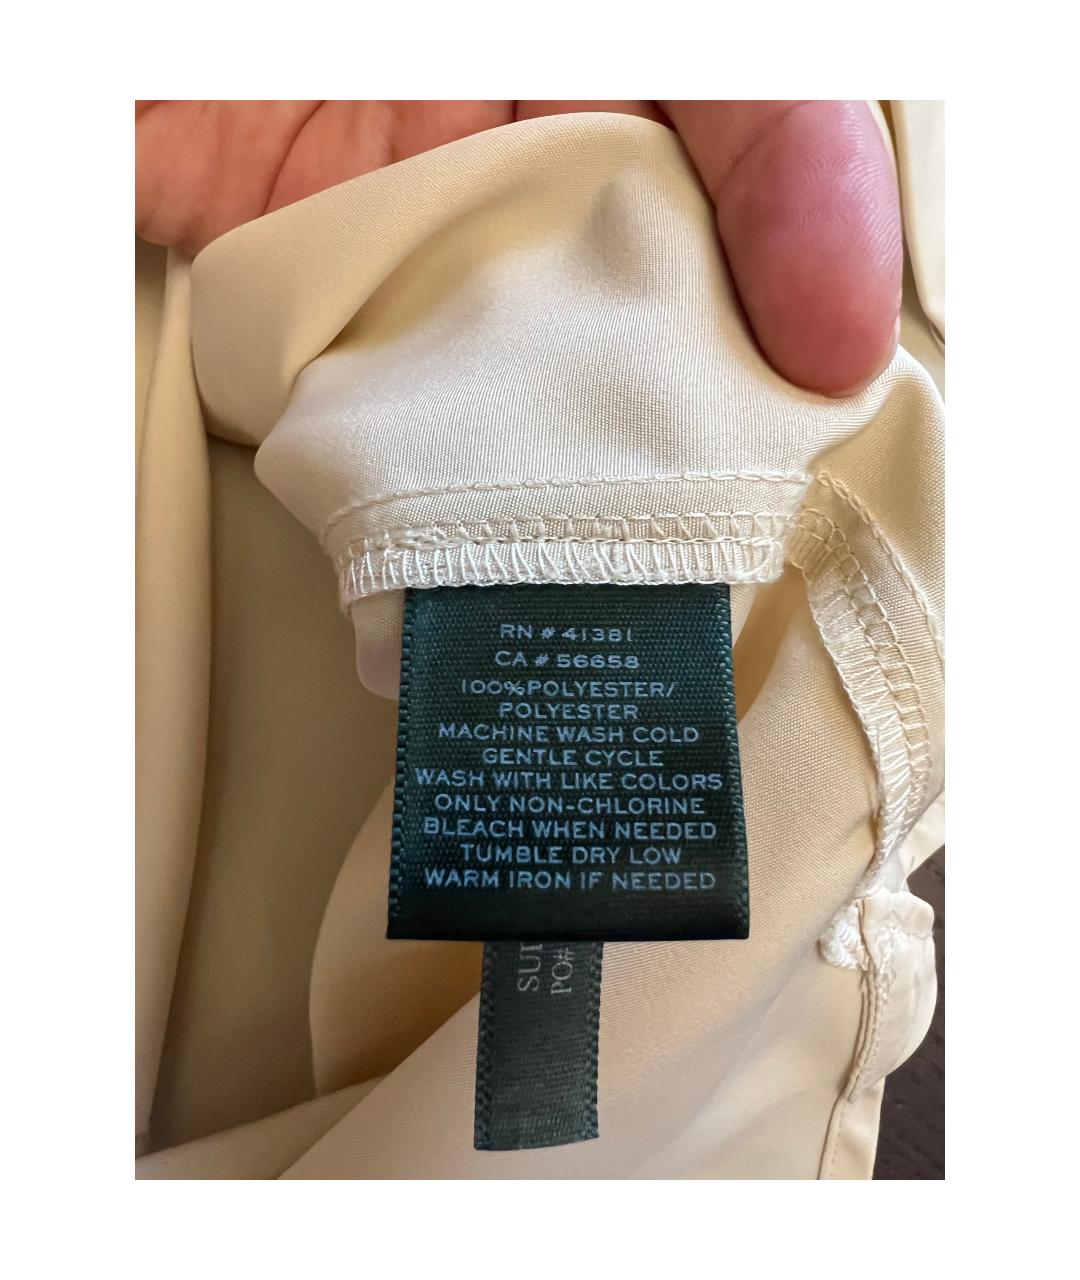 RN # 41381
CA # 56658
100%POLYESTER/
POLYESTER
MACHINE WASH COLD
GENTLE CYCLE
WASH WITH LIKE COLORS
ONLY NON-CHLORINE
BLEACH WHEN NEEDED
TUMBLE DRY LOW
WARM IRON IF NEEDED
PO#